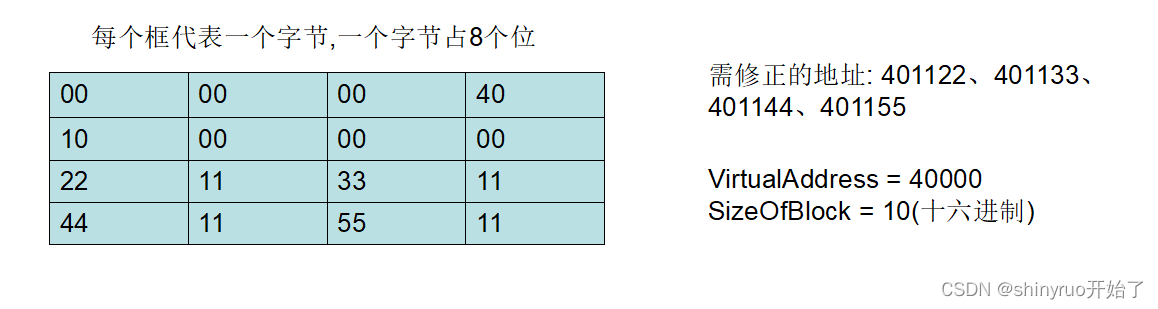 每个框代表一个字节,一个字节占8个位
00 00 00 40
10 00 00 00
22 11 33 11
44 11 55 11
需修正的地址: 401122、401133、
401144、401155
VirtualAddress = 40000
SizeOfBlock = 10(十六进制)
CSDN @shinyruo开始了